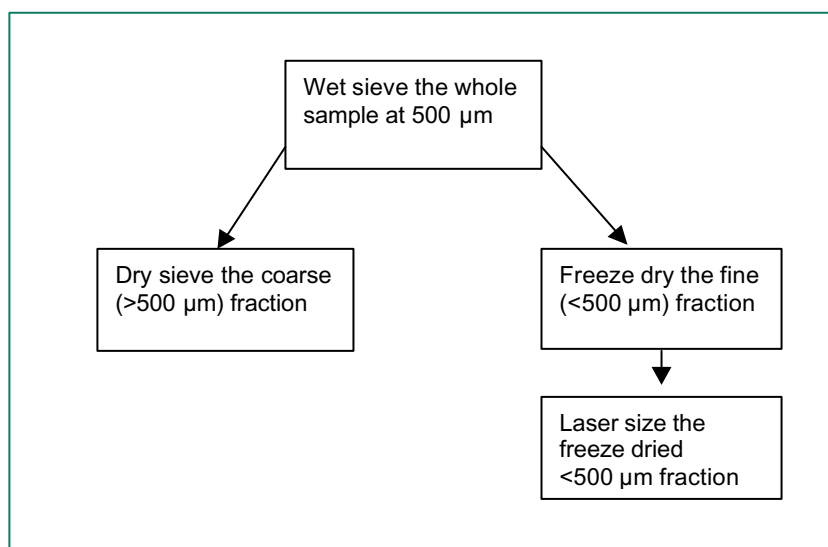 Wet sieve the whole
sample at 500 µm
Dry sieve the coarse
(>500 µm) fraction
Freeze dry the fine
(<500 µm) fraction
Laser size the
freeze dried
<500 µm fraction